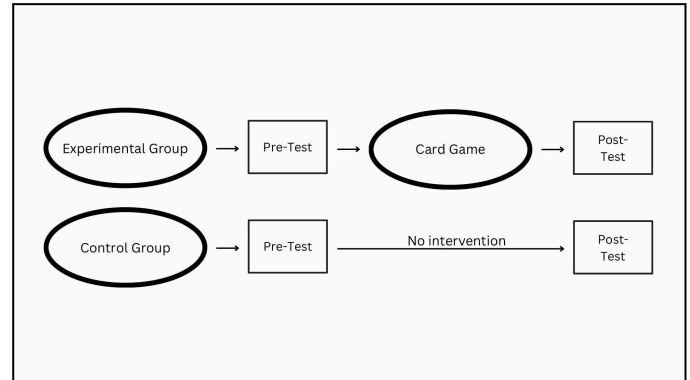 Experimental Group
Pre-Test
Card Game
Post-
Test
Control Group
Pre-Test
No intervention
Post-
Test